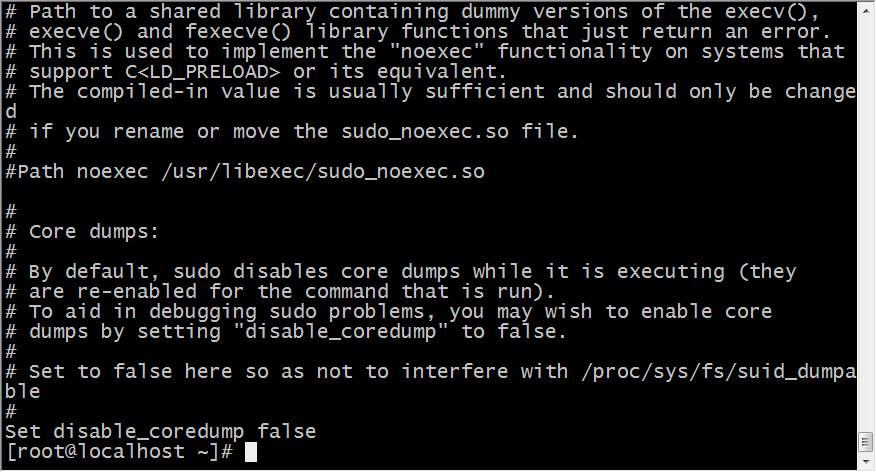 # Path to a shared library containing dummy versions of the execv(),
# execve() and fexecve() library functions that just return an error.
# This is used to implement the "noexec" functionality on systems that
# support C<LD_PRELOAD> or its equivalent.
# The compiled-in value is usually sufficient and should only be change
d
# if you rename or move the sudo_noexec.so file.
#
#Path noexec /usr/libexec/sudo_noexec.so

#
# Core dumps:
#
# By default, sudo disables core dumps while it is executing (they
# are re-enabled for the command that is run).
# To aid in debugging sudo problems, you may wish to enable core
# dumps by setting "disable_coredump" to false.
#
# Set to false here so as not to interfere with /proc/sys/fs/suid_dumpa
ble
#
Set disable_coredump false
[root@localhost ~]#